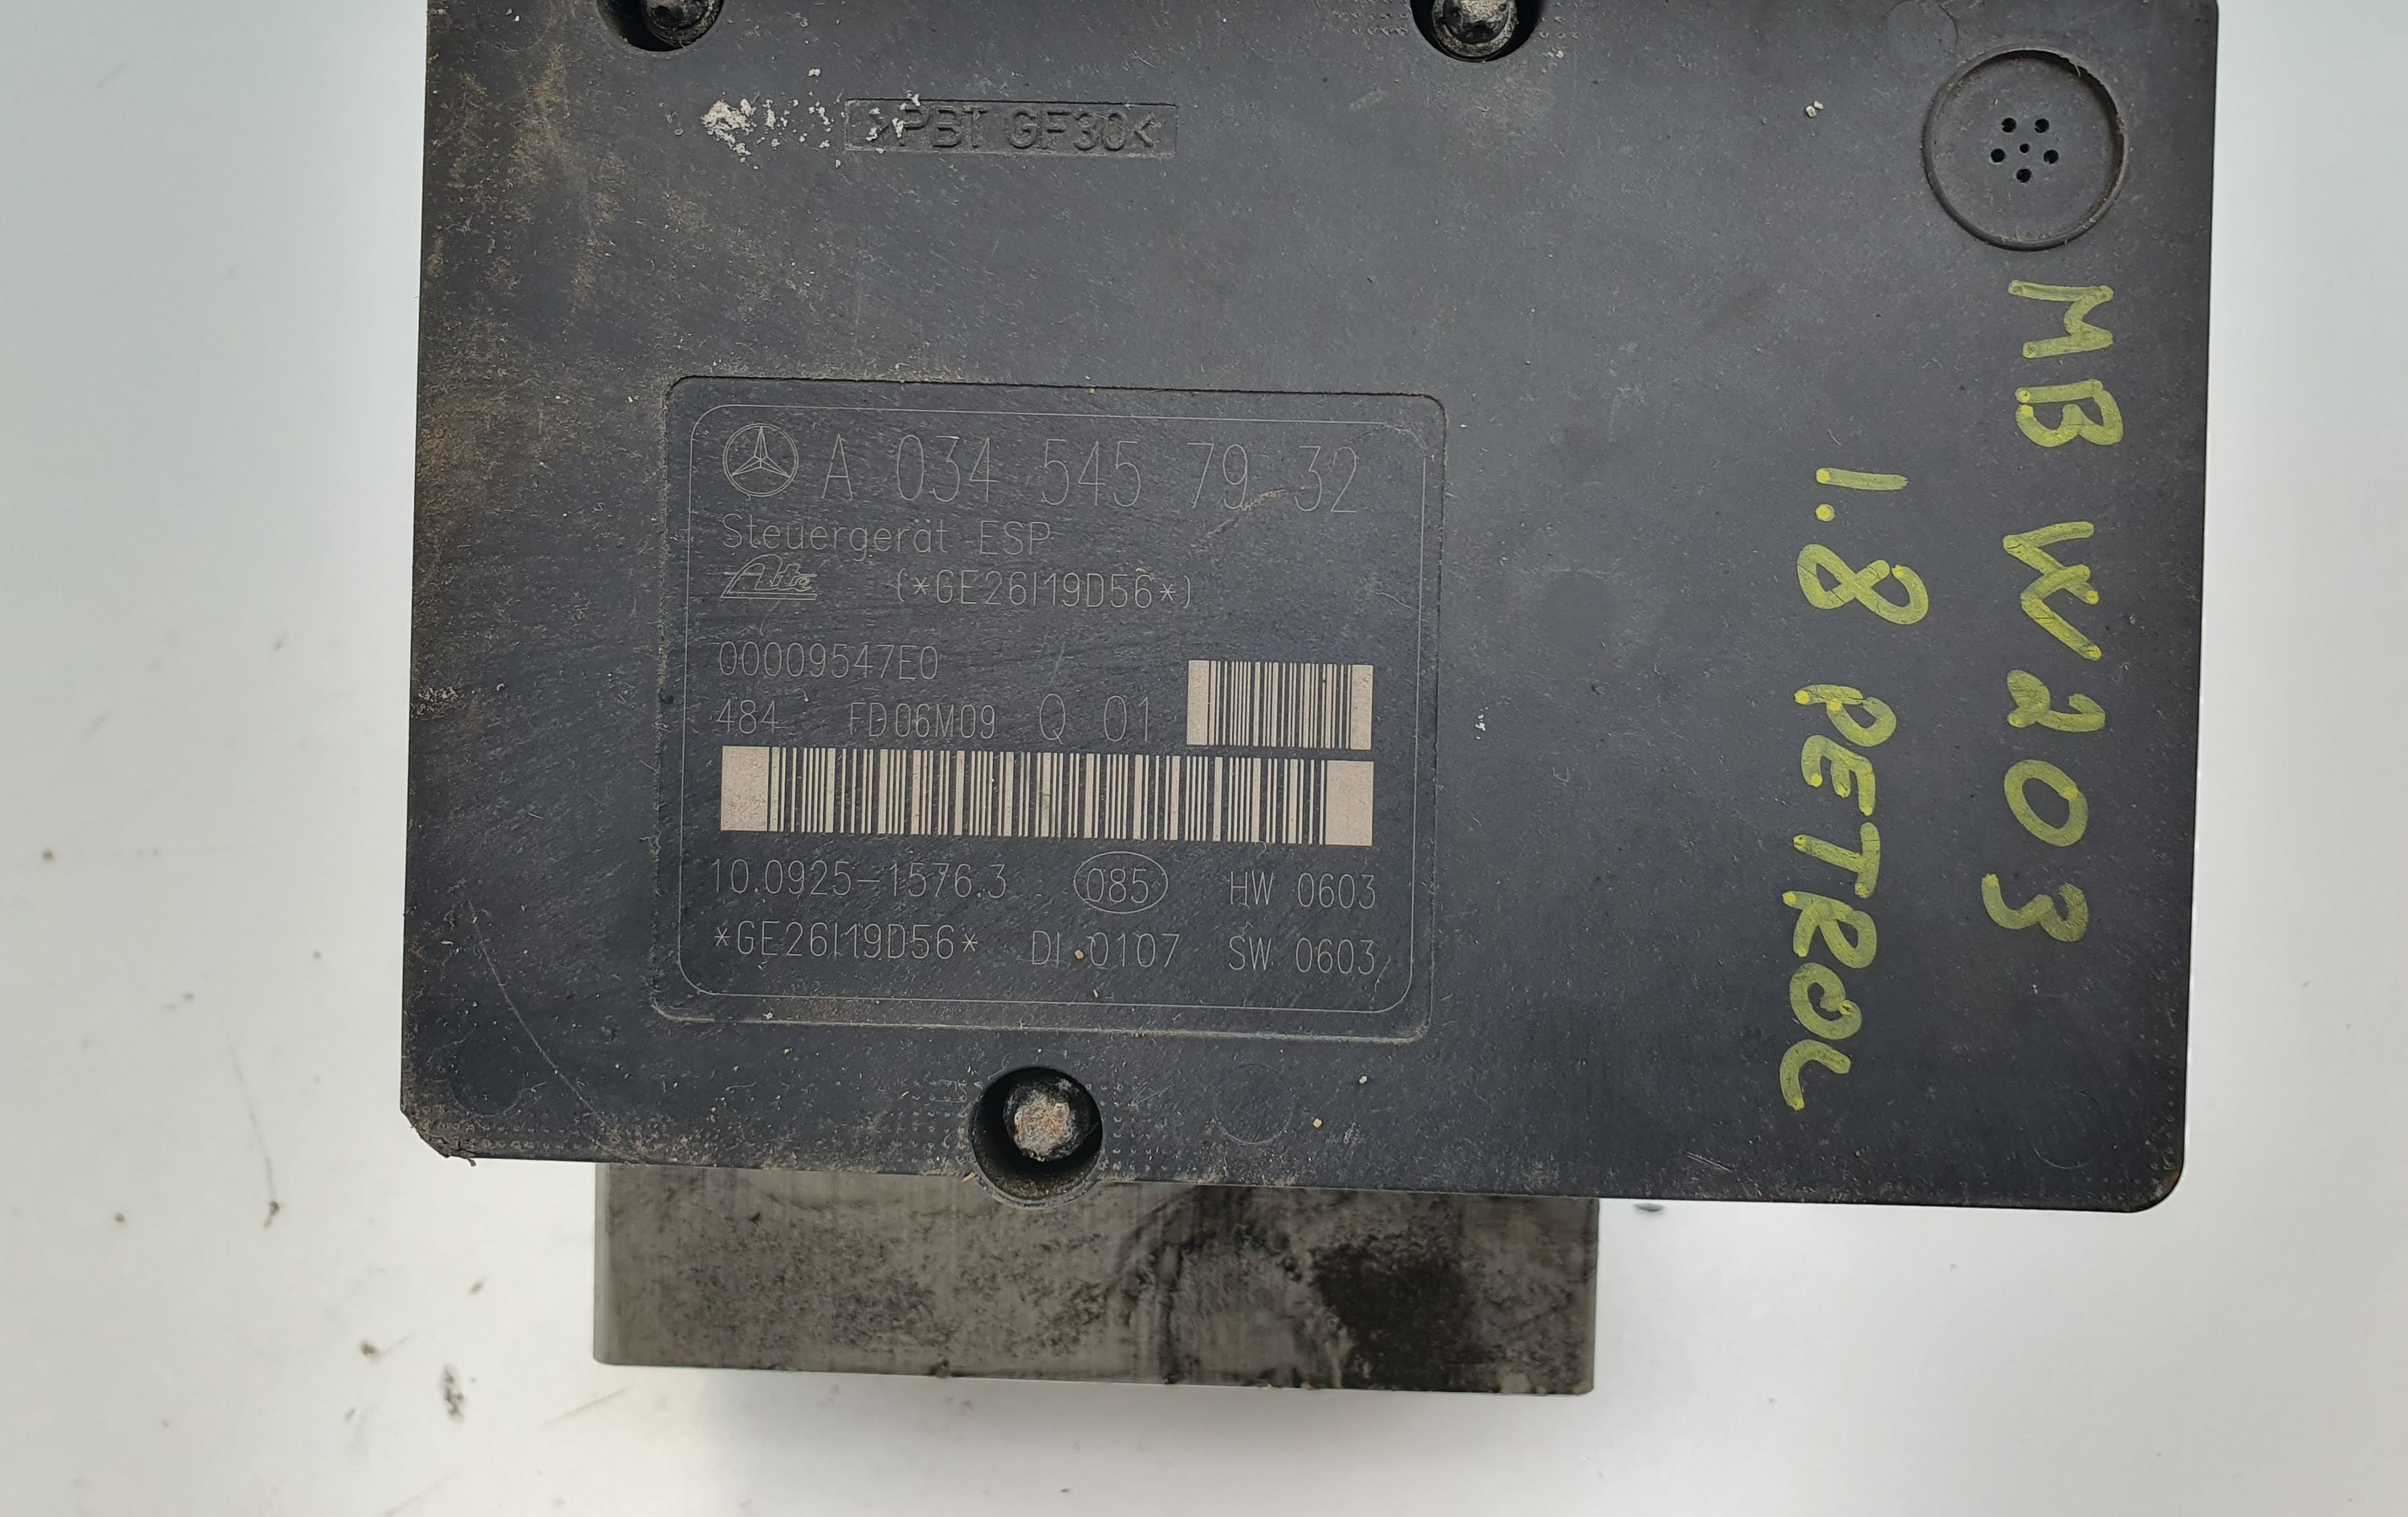 >PBT GF30<
A 034 545 79 32
Steuergerät ESP
Ate (*GE26I19D56*)
00009547E0
484 FD06M09 Q 01
10.0925-1576.3 085 HW 0603
*GE26I19D56* DI 0107 SW 0603
MB W203
1.8 PETROL